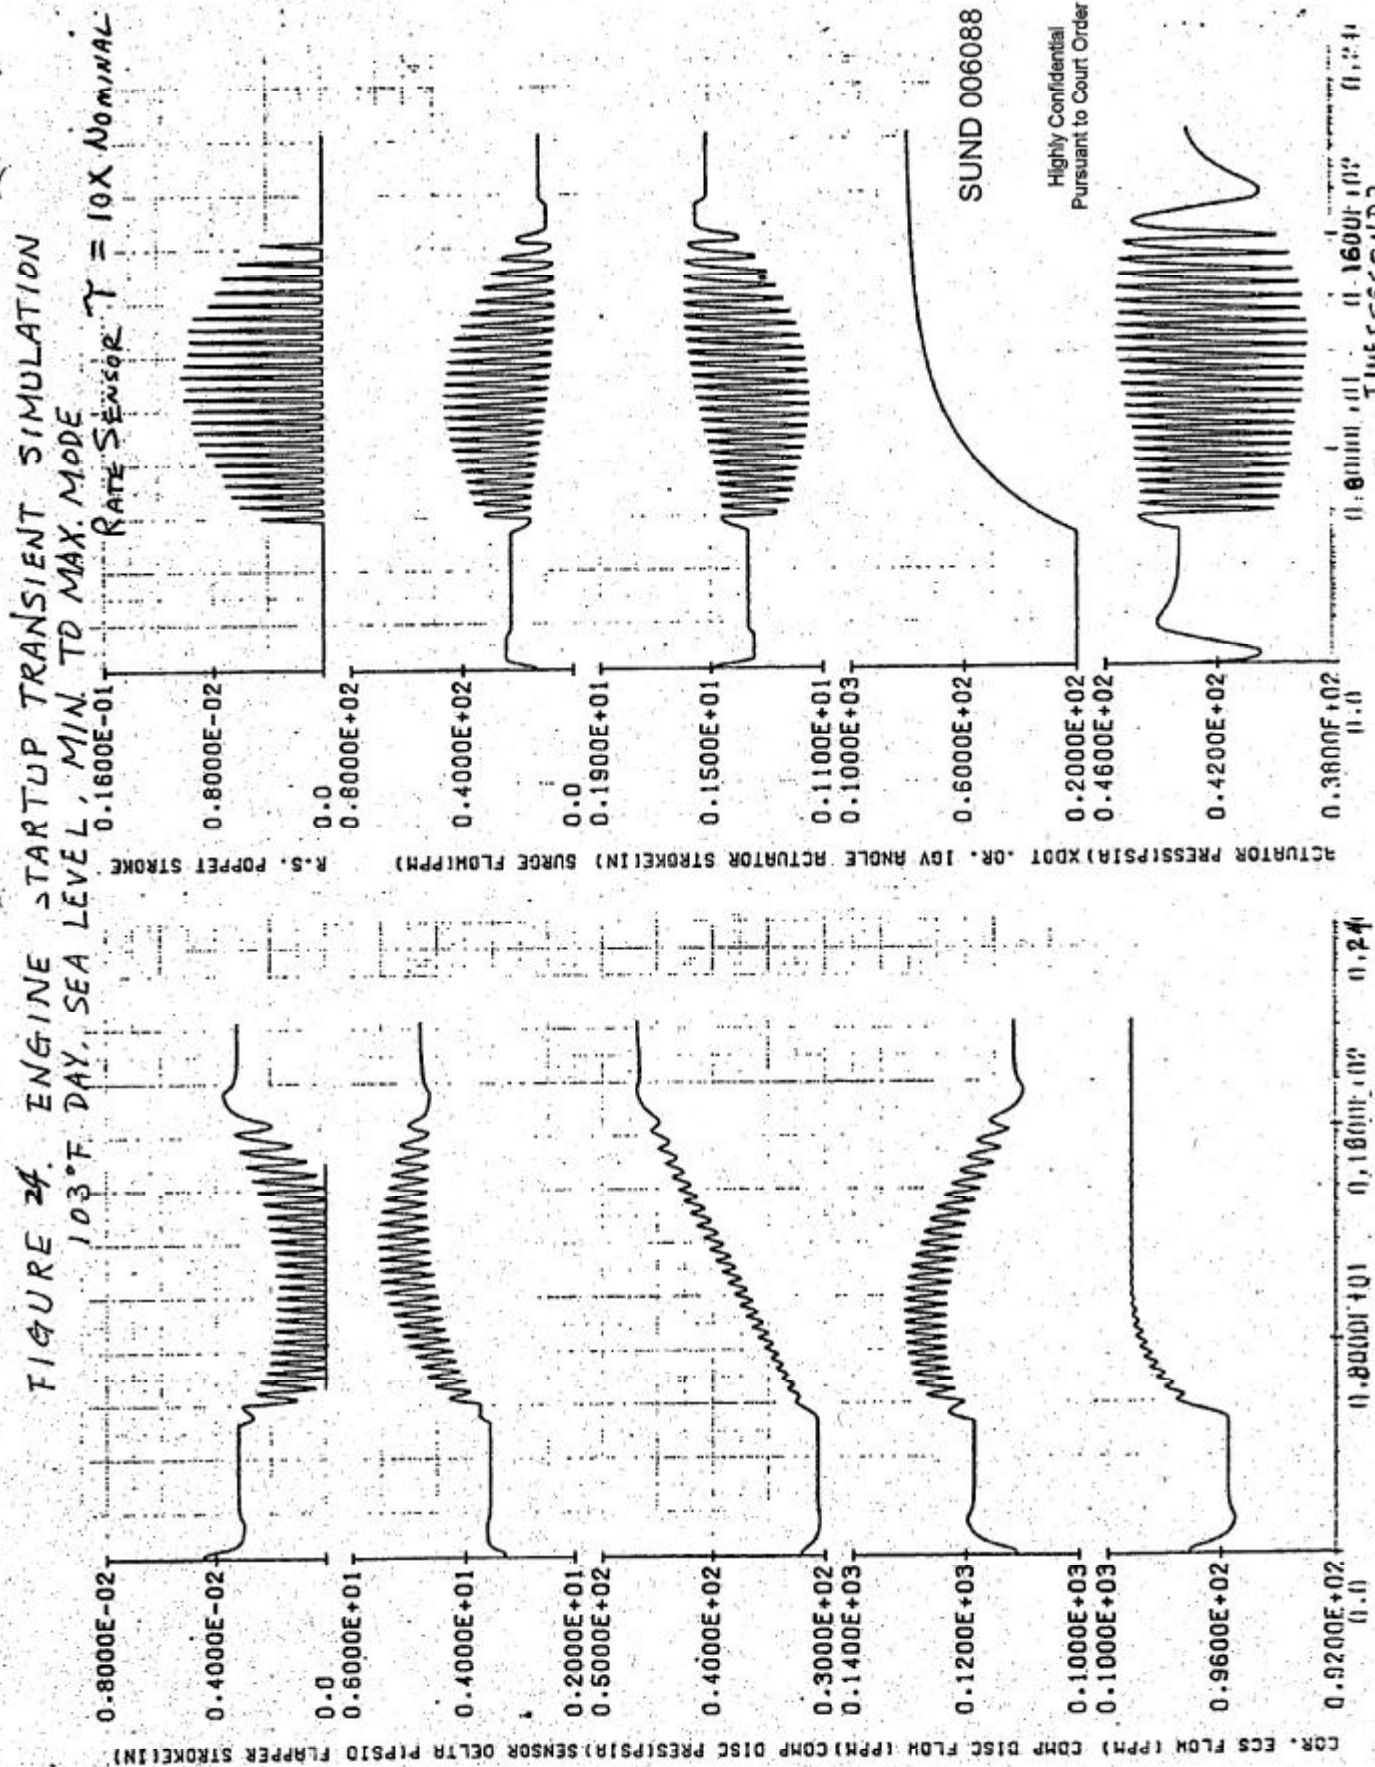 FIGURE 24. ENGINE STARTUP TRANSIENT SIMULATION
103°F DAY, SEA LEVEL, MIN. TO MAX. MODE
RATE SENSOR τ = 10X NOMINAL
0.1600E-01
0.8000E-02
0.0
R.S. POPPET STROKE
0.8000E+02
0.4000E+02
0.0
SURGE FLOW(PPM)
0.1900E+01
0.1500E+01
0.1100E+01
ACTUATOR STROKE(IN)
0.1000E+03
0.6000E+02
0.2000E+02
XDOT .OR. IGV ANGLE
0.4600E+02
0.4200E+02
0.3800E+02
ACTUATOR PRESS(PSIA)
0.0
SUND 006088
Highly Confidential
Pursuant to Court Order
0.8000E-02
0.4000E-02
0.0
FLAPPER STROKE(IN)
0.6000E+01
0.4000E+01
0.2000E+01
SENSOR DELTA P(PSID
0.5000E+02
0.4000E+02
0.3000E+02
COMP DISC PRES(PSIA)
0.1400E+03
0.1200E+03
0.1000E+03
COMP DISC FLOW (PPM)
0.1000E+03
0.9600E+02
0.9200E+02
COR. ECS FLOW (PPM)
0.0
0.24